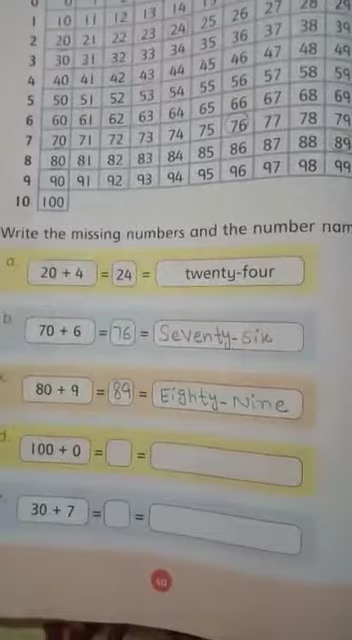 0
1 10 11 12 13 14 25 26 27 28 29
2 20 21 22 23 24 35 36 37 38 39
3 30 31 32 33 34 45 46 47 48 49
4 40 41 42 43 44 55 56 57 58 59
5 50 51 52 53 54 65 66 67 68 69
6 60 61 62 63 64 75 76 77 78 79
7 70 71 72 73 74 85 86 87 88 89
8 80 81 82 83 84 95 96 97 98 99
9 90 91 92 93 94
10 100
Write the missing numbers and the number nam
a 20 + 4 = 24 = twenty-four
b 70 + 6 = 76 = Seventy-six
80 + 9 = 89 = Eighty-Nine
d. 100 + 0 = =
30 + 7 = =
40